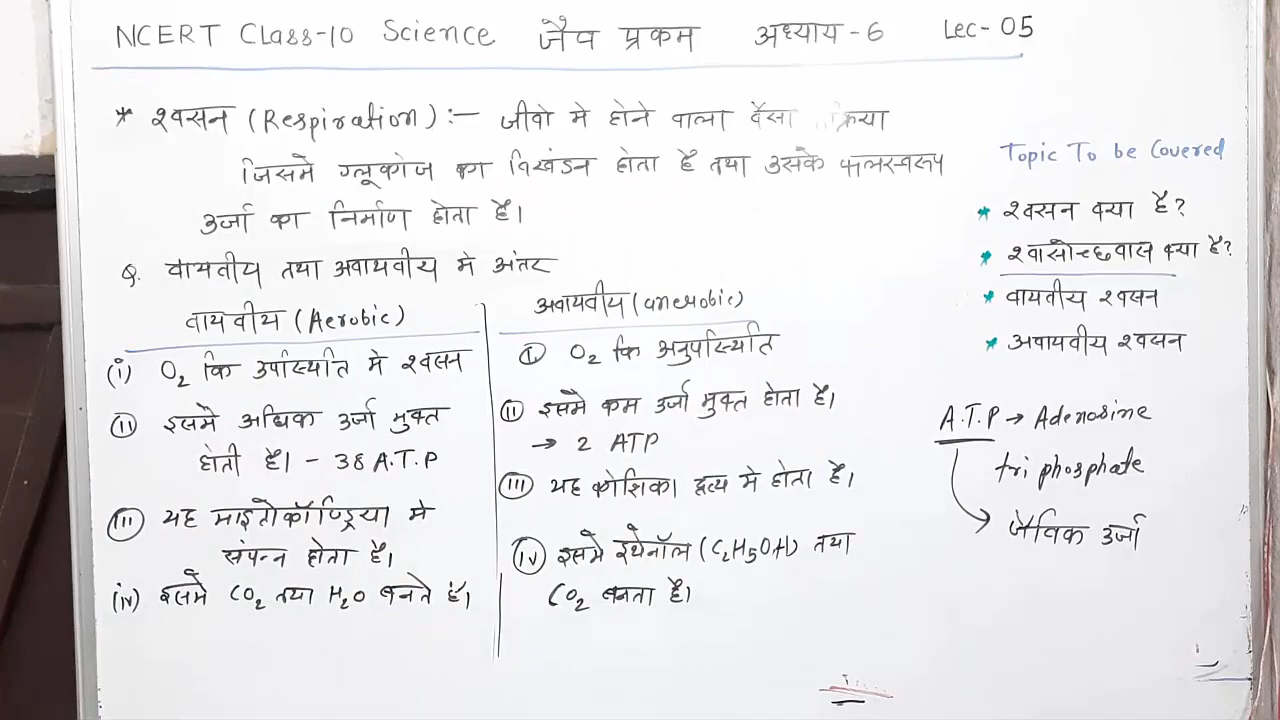 NCERT Class-10 Science जैव प्रकम अध्याय - 6 Lec- 05
* श्वसन (Respiration) :- जीवो मे होने वाला वैसा क्रिया
जिसमे ग्लूकोज का विखंडन होता है तथा उसके फलस्वरुप
उर्जा का निर्माण होता है।
Q. वायवीय तथा अवायवीय मे अंतर
वायवीय (Aerobic)
(i) O₂ कि उपस्थिति मे श्वसन
(ii) इसमे अधिक उर्जा मुक्त
होती है। - 38 A.T.P
(iii) यह माइटोकॉण्ड्रिया मे
संपन्न होता है।
(iv) इसमे CO₂ तथा H₂O बनते हैं।
अवायवीय (anerobic)
(i) O₂ कि अनुपस्थिति
(ii) इसमे कम उर्जा मुक्त होता है।
→ 2 ATP
(iii) यह कोशिका द्रव्य मे होता है।
(iv) इसमे इथेनॉल (C₂H₅OH) तथा
CO₂ बनता है।
Topic To be Covered
* श्वसन क्या है?
* श्वासोच्छवास क्या है?
* वायवीय श्वसन
* अवायवीय श्वसन
A.T.P → Adenosine
tri phosphate
→ जैविक उर्जा